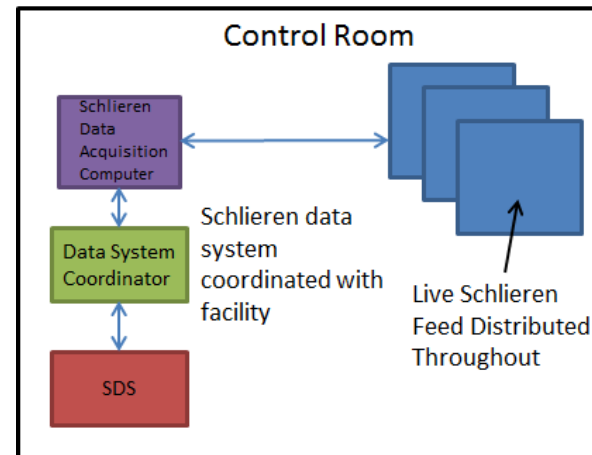 Control Room
Schlieren
Data
Acquisition
Computer
Schlieren data
system
coordinated with
facility
Data System
Coordinator
Live Schlieren
Feed Distributed
Throughout
SDS